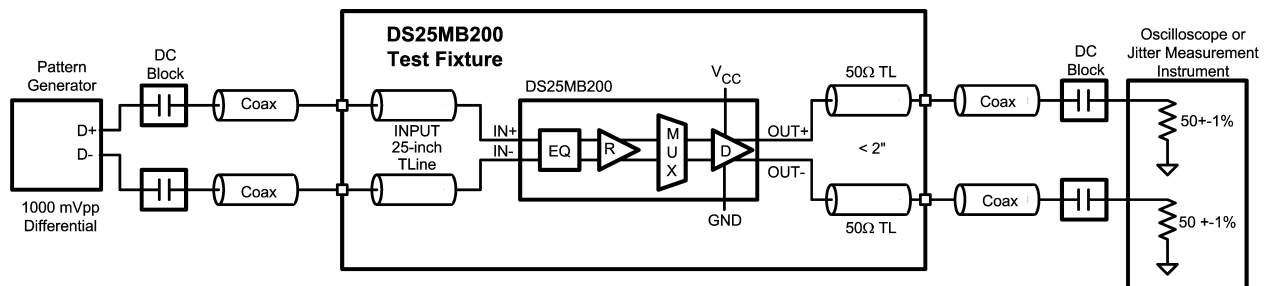 Pattern
Generator
D+
D-
1000 mVpp
Differential
DC
Block
Coax
Coax
DS25MB200
Test Fixture
INPUT
25-inch
TLine
DS25MB200
IN+
IN-
EQ
R
M
U
X
D
VCC
GND
OUT+
OUT-
50Ω TL
< 2"
50Ω TL
Coax
Coax
DC
Block
Oscilloscope or
Jitter Measurement
Instrument
50+-1%
50 +-1%